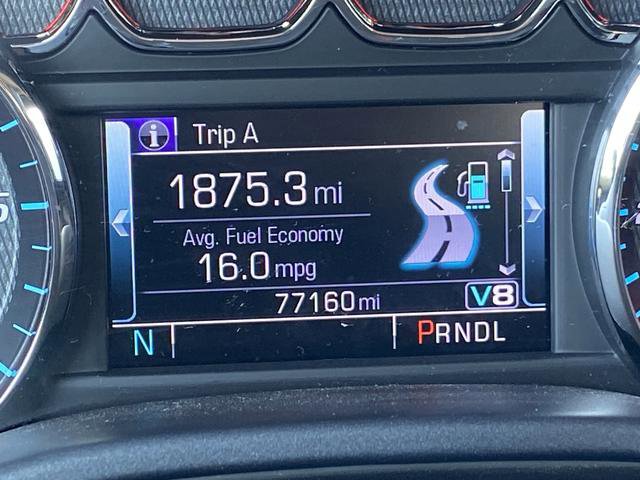 i Trip A
1875.3 mi
Avg. Fuel Economy
16.0 mpg
77160 mi V8
N PRNDL